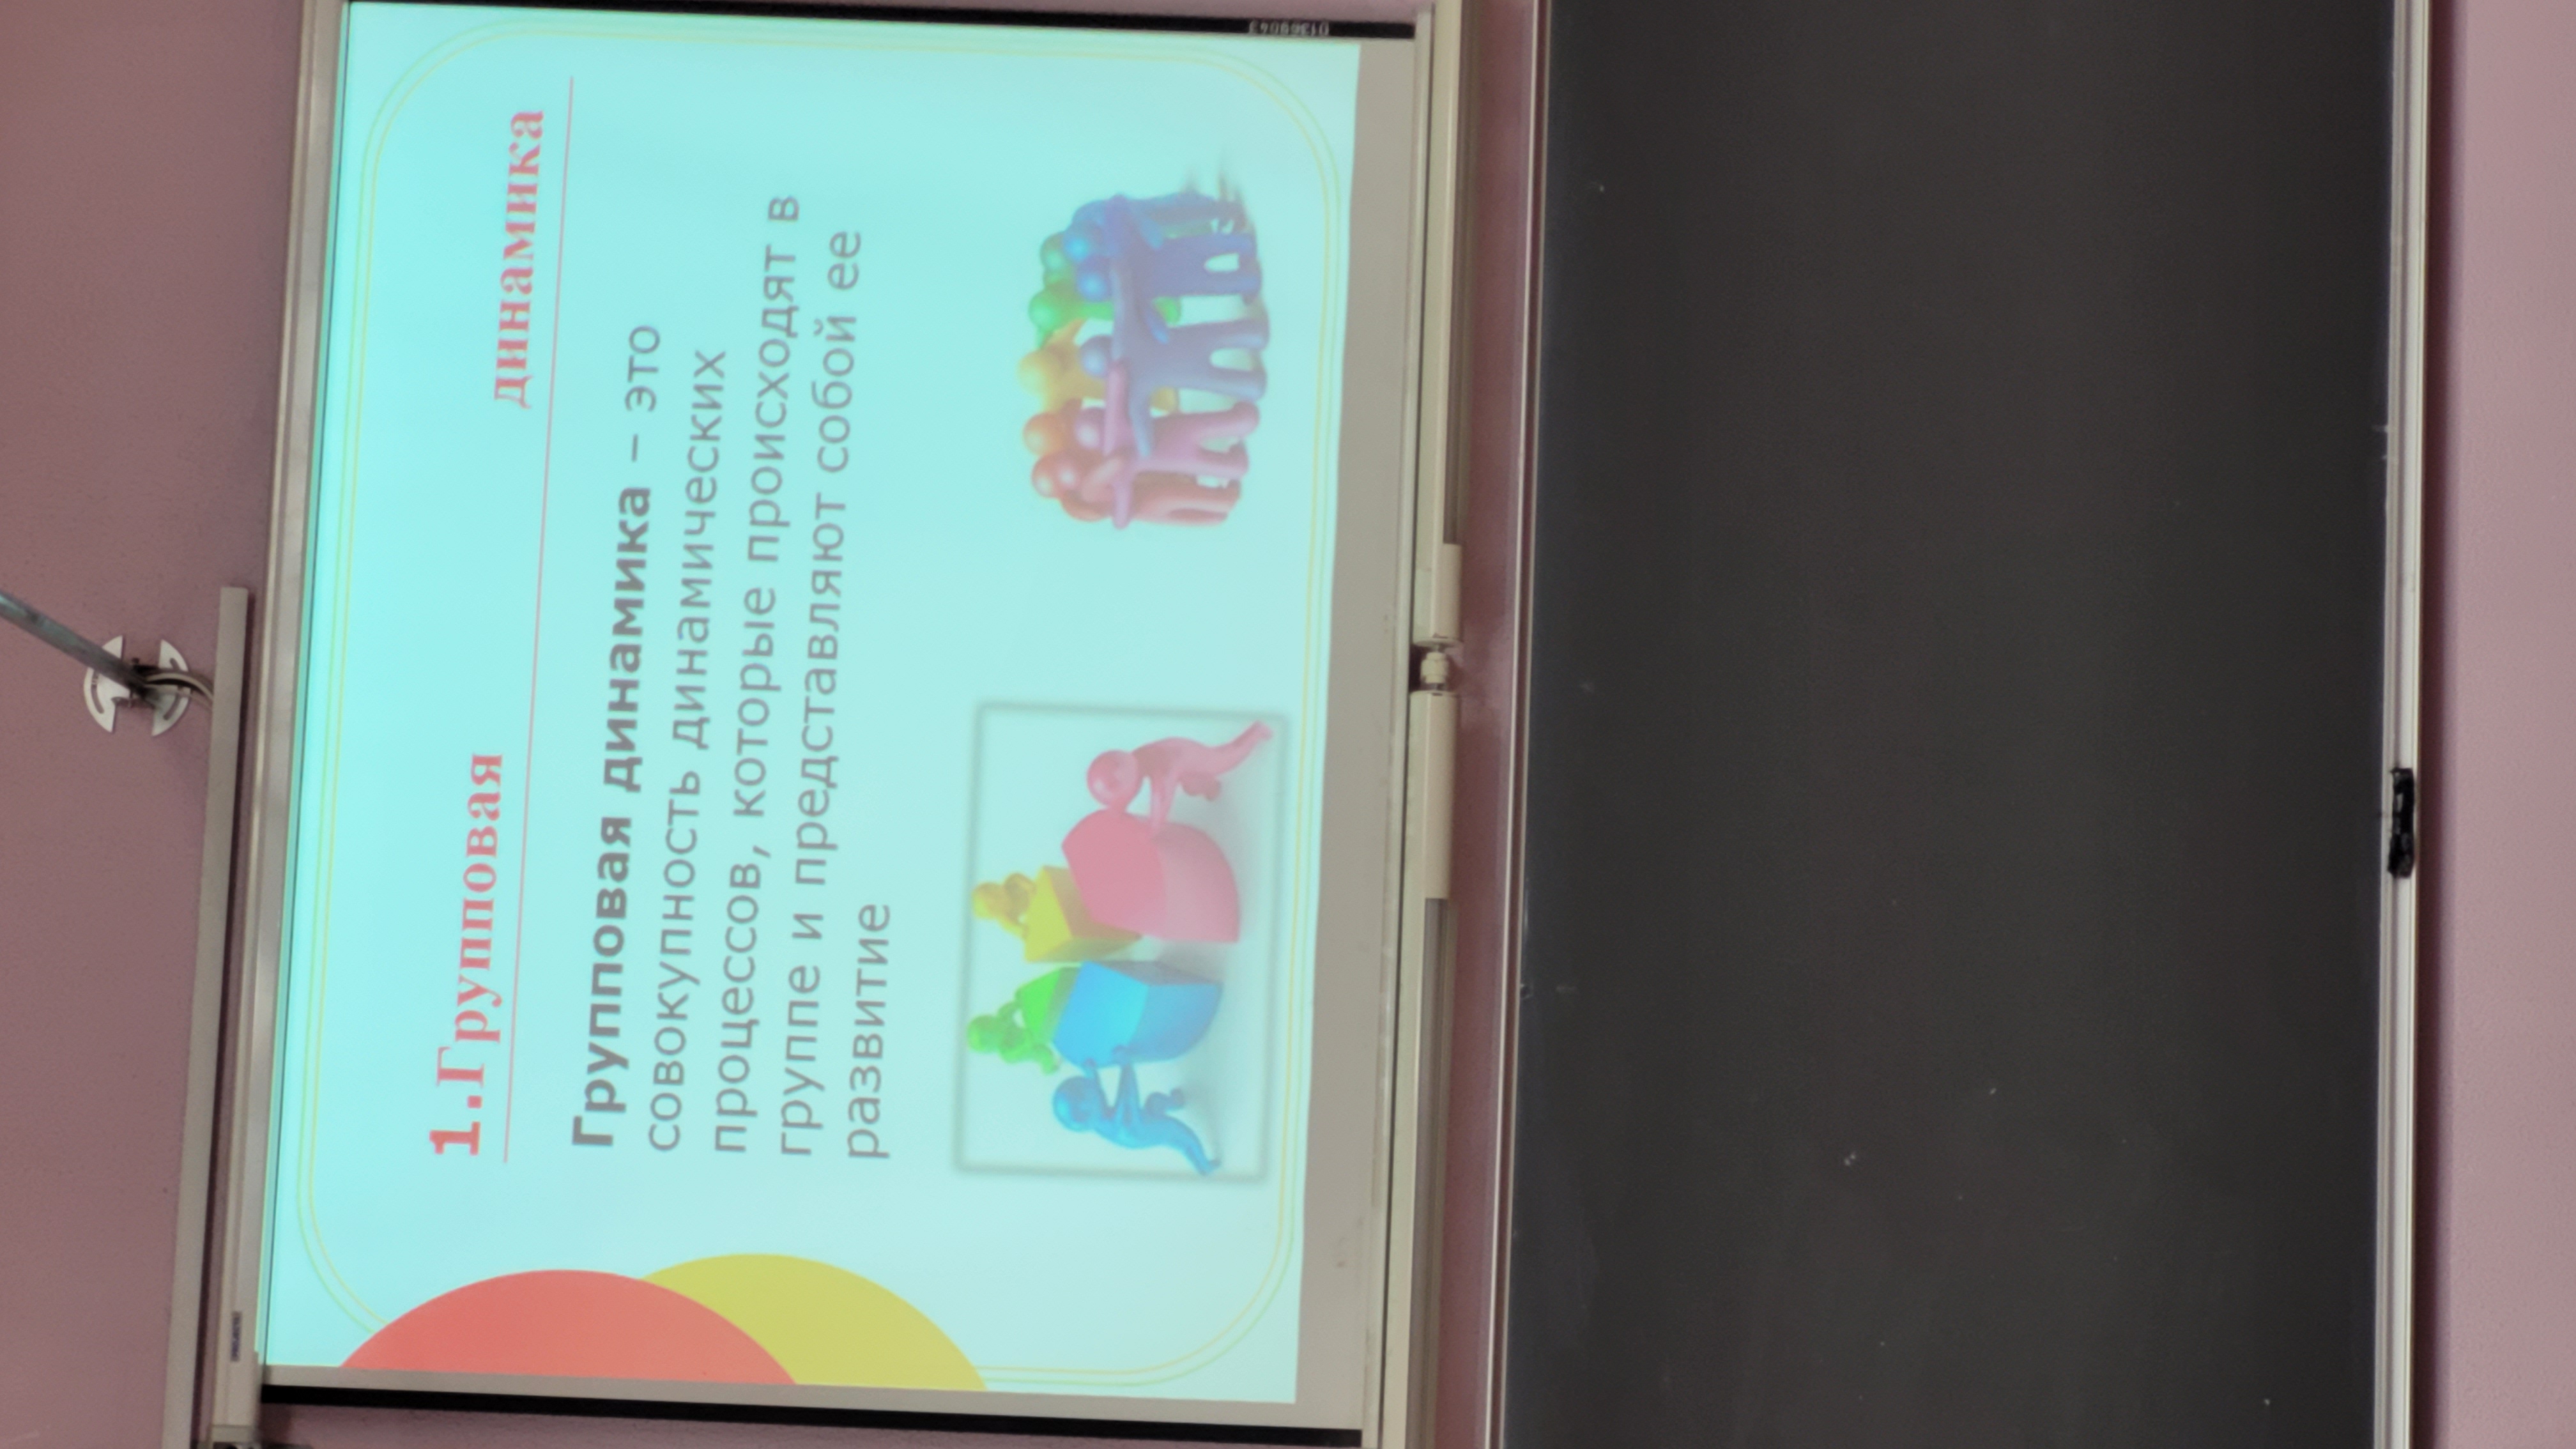 1.Групповая динамика
Групповая динамика – это
совокупность динамических
процессов, которые происходят в
группе и представляют собой ее
развитие